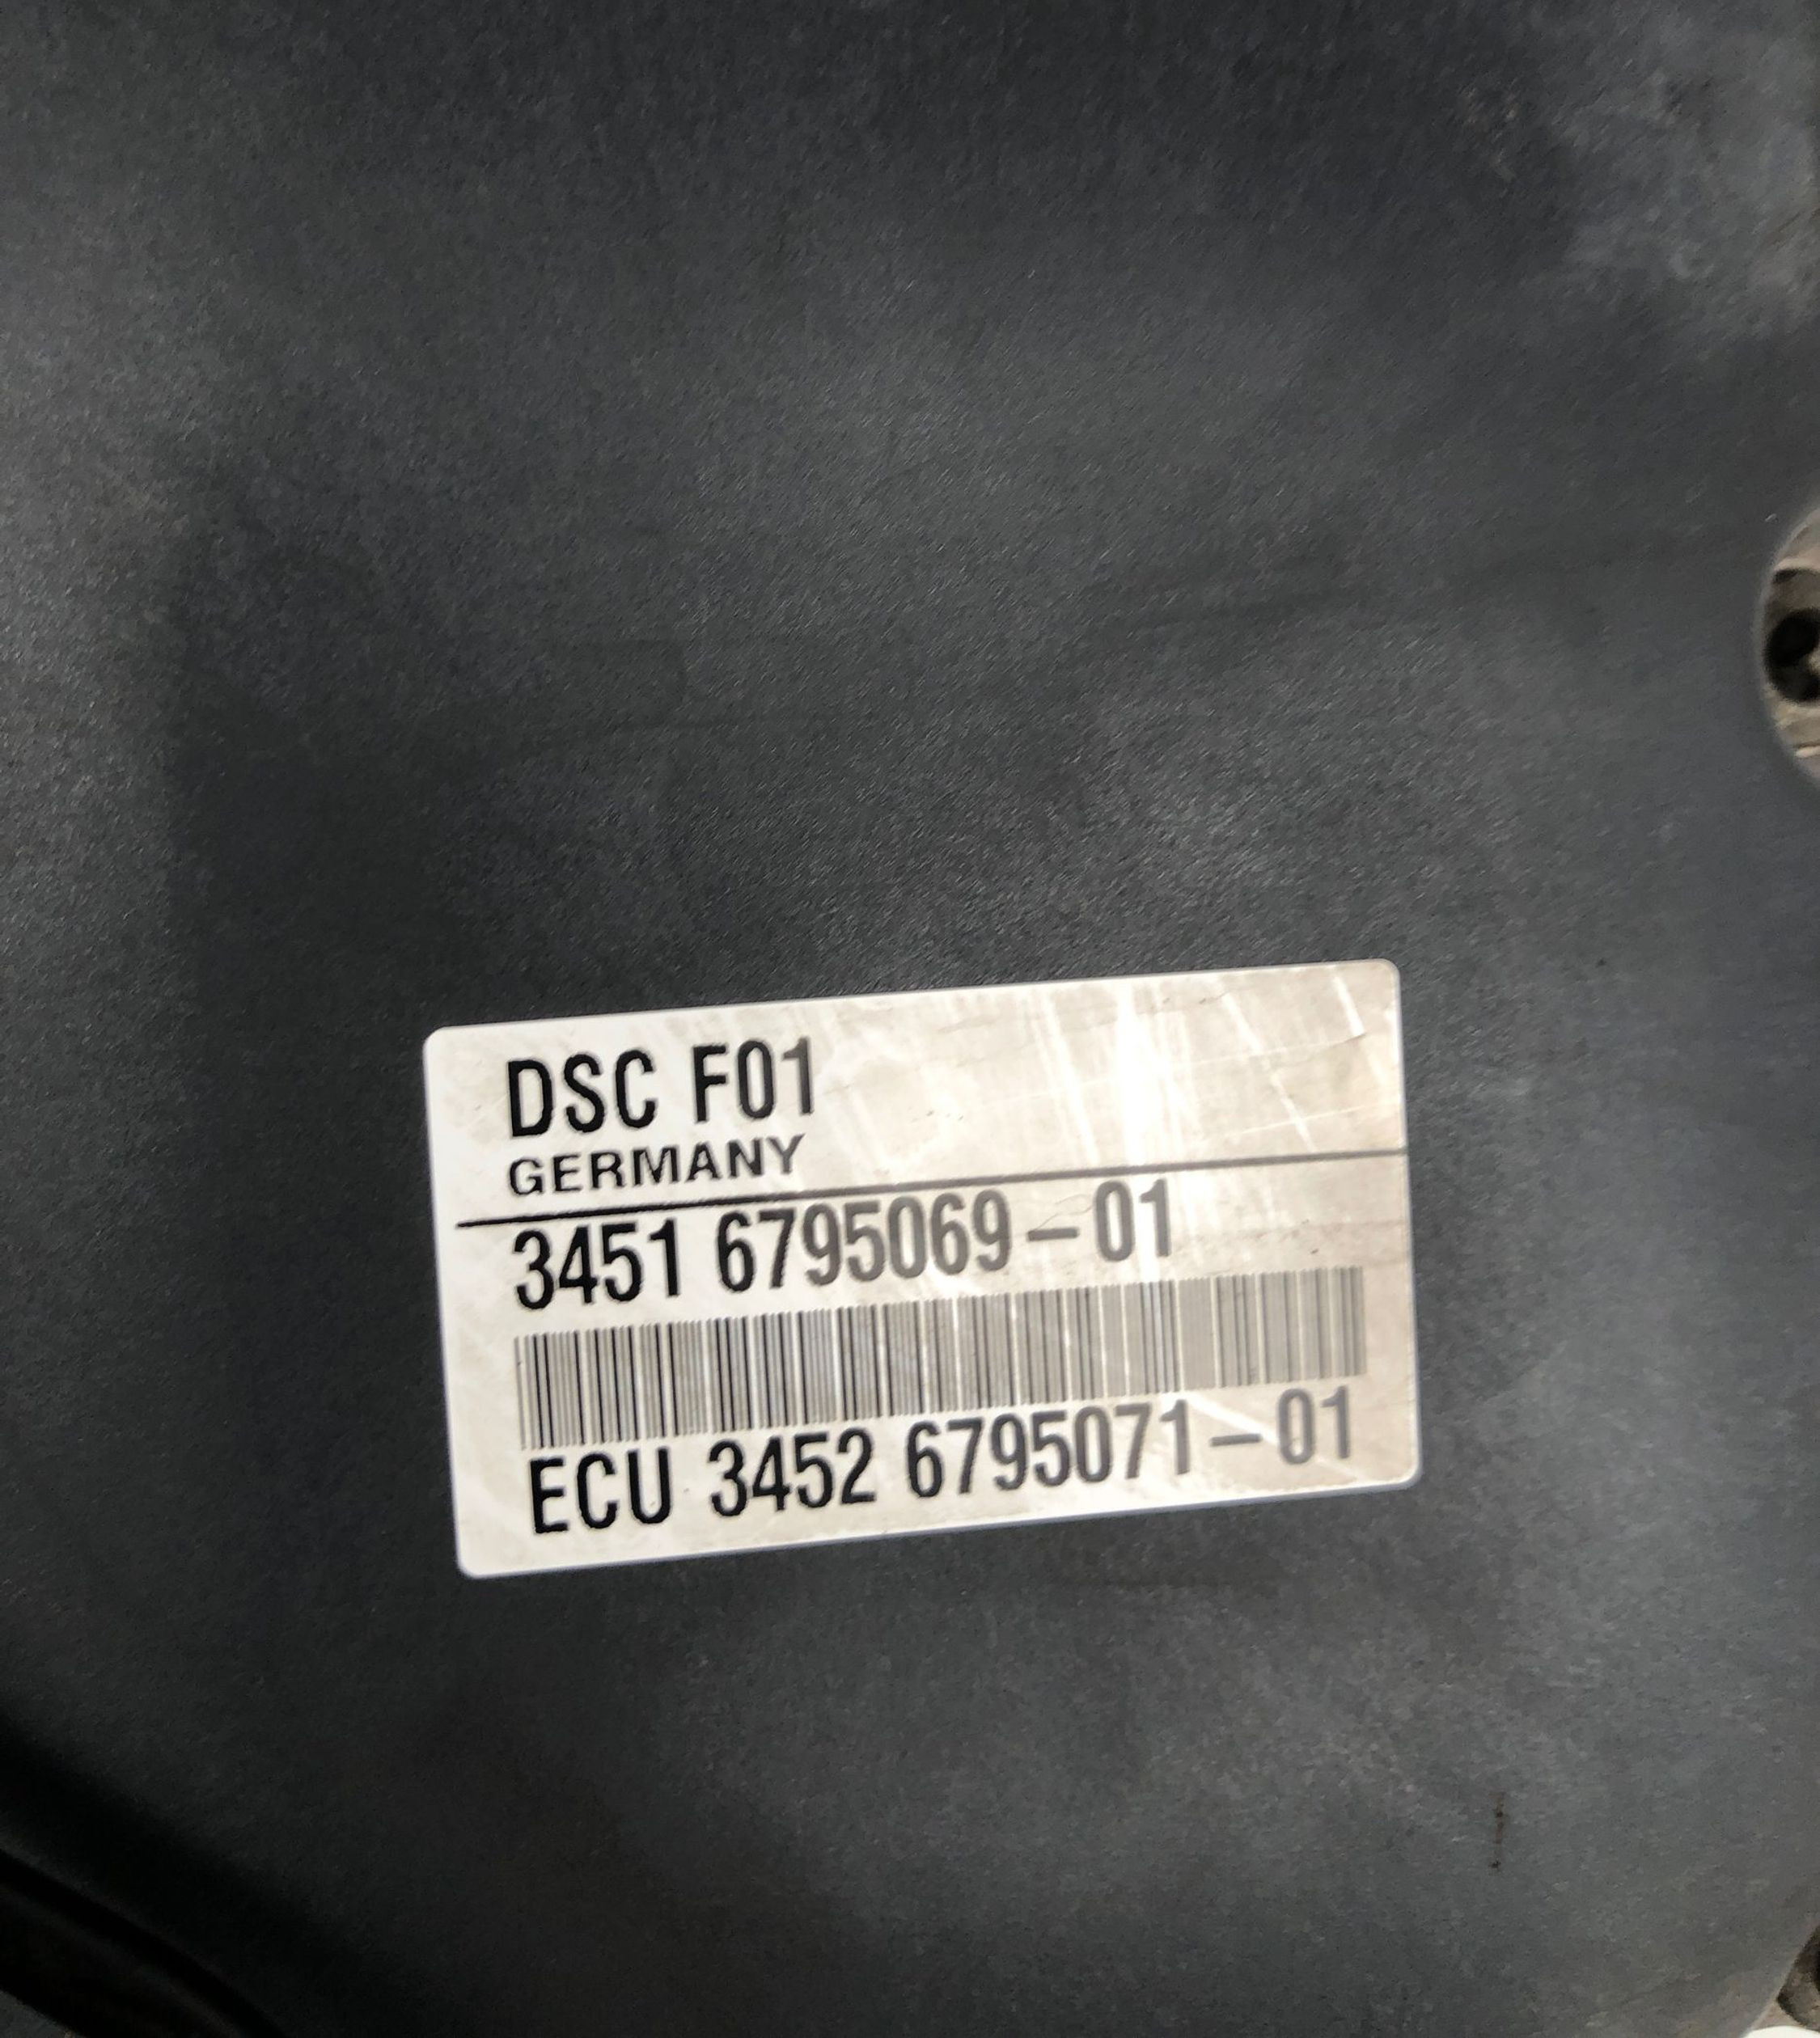 DSC F01
GERMANY
3451 6795069-01
ECU 3452 6795071-01